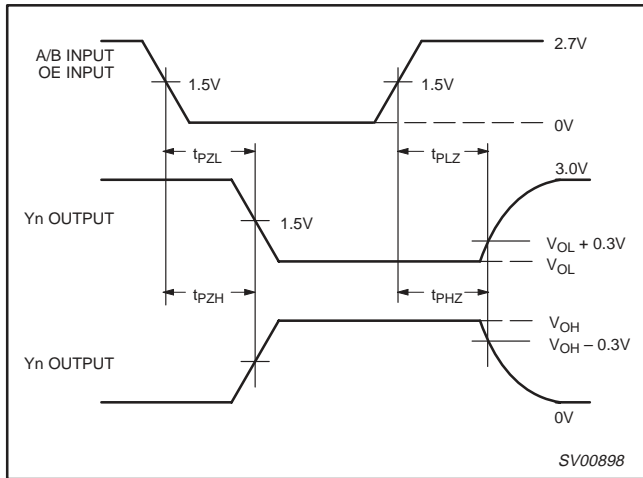 A/B INPUT
OE INPUT
2.7V
1.5V
1.5V
0V
tPZL
tPLZ
3.0V
Yn OUTPUT
1.5V
VOL + 0.3V
VOL
tPZH
tPHZ
VOH
VOH – 0.3V
Yn OUTPUT
0V
SV00898